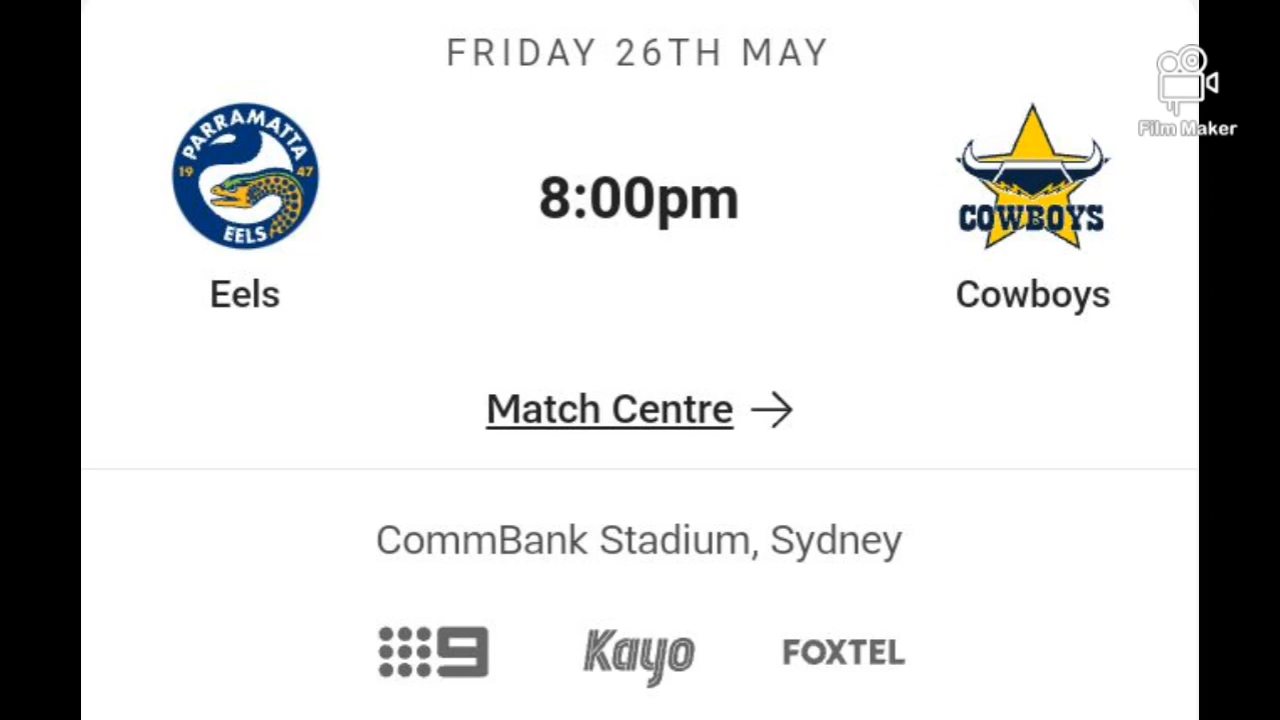 FRIDAY 26TH MAY
Film Maker
PARRAMATTA
19 47
EELS
8:00pm
COWBOYS
Eels
Cowboys
Match Centre →
CommBank Stadium, Sydney
9
Kayo
FOXTEL